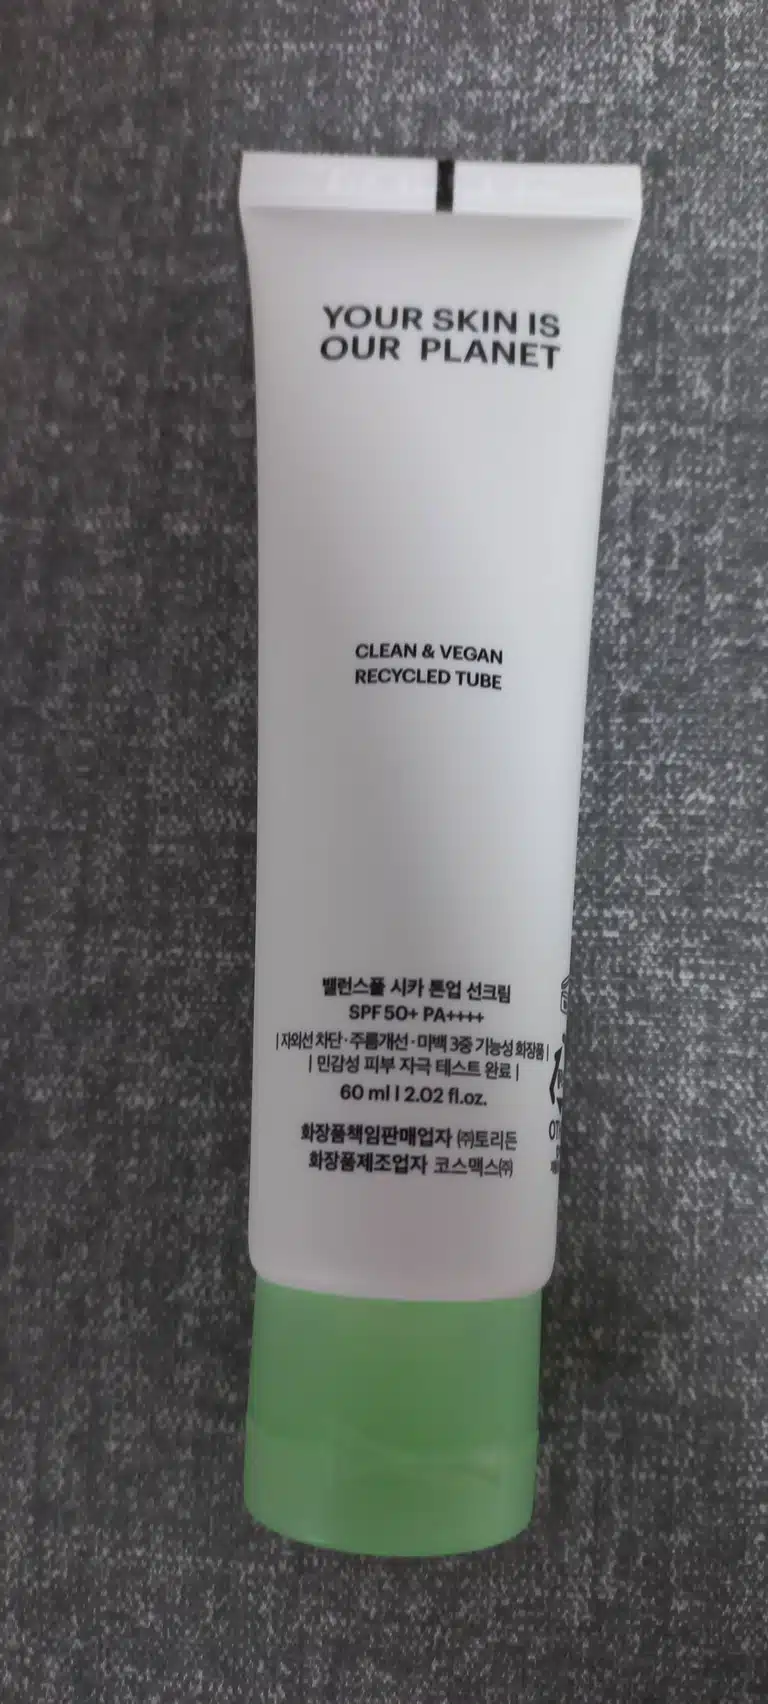 YOUR SKIN IS
OUR PLANET
CLEAN & VEGAN
RECYCLED TUBE
밸런스풀 시카 톤업 선크림
SPF 50+ PA++++
| 자외선 차단 · 주름개선 · 미백 3중 기능성 화장품 |
| 민감성 피부 자극 테스트 완료 |
60 ml l 2.02 fl.oz.
화장품책임판매업자 ㈜토리든
화장품제조업자 코스맥스㈜